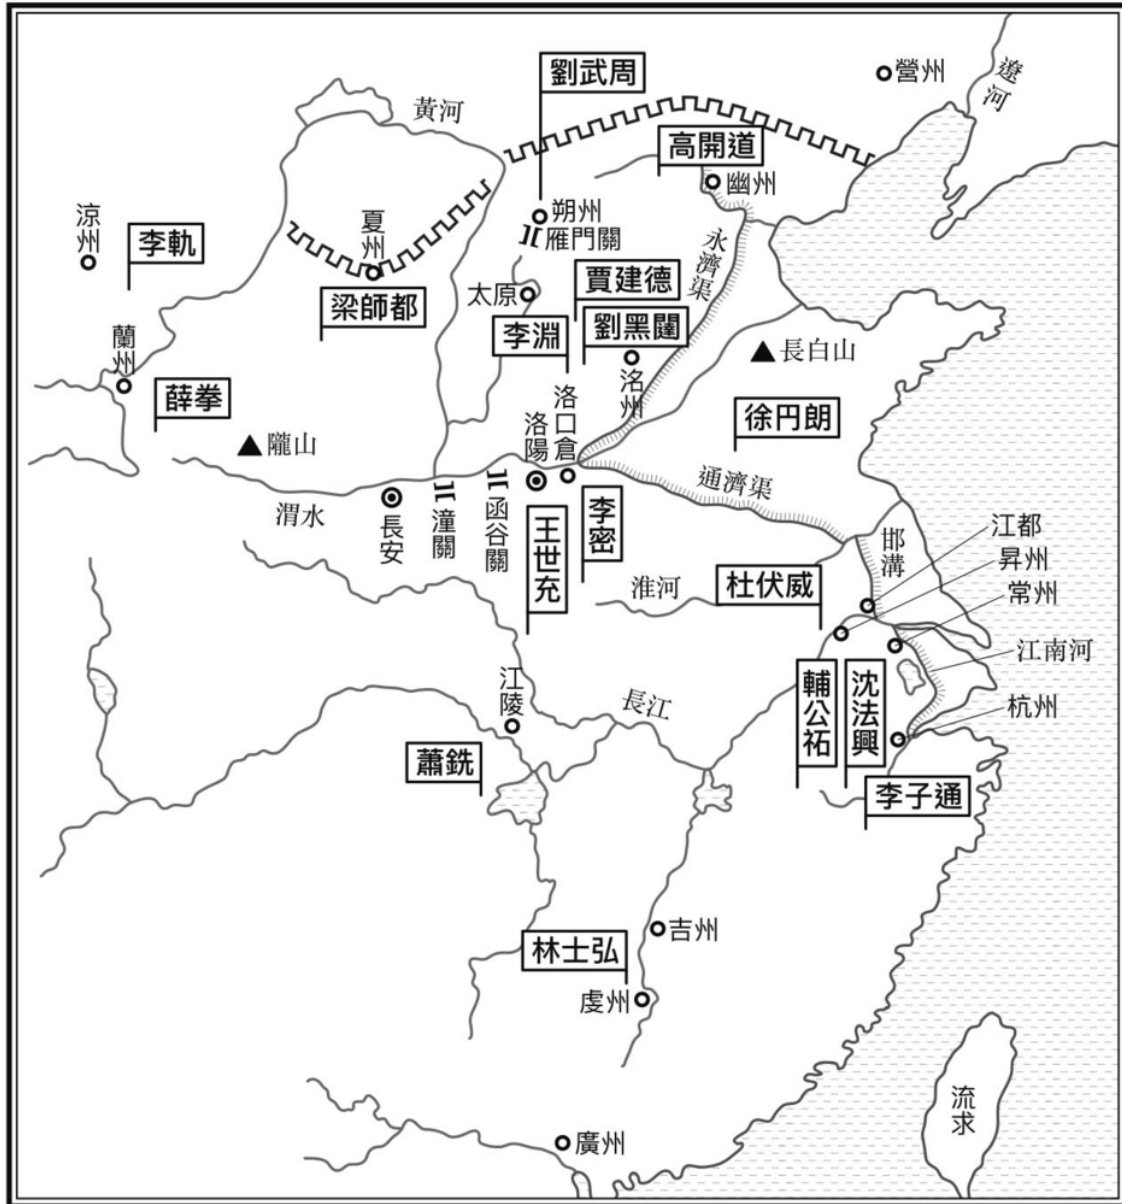 劉武周
營州
遼河
黃河
高開道
幽州
涼州
李軌
夏州
朔州
雁門關
永濟渠
賈建德
太原
梁師都
李淵
劉黑闥
蘭州
長白山
洺州
薛拳
洛口倉
洛陽
徐円朗
隴山
通濟渠
渭水
長安
潼關
函谷關
王世充
李密
邯溝
江都
昇州
常州
淮河
杜伏威
江南河
江陵
長江
輔公祏
沈法興
杭州
蕭銑
李子通
吉州
林士弘
虔州
流求
廣州